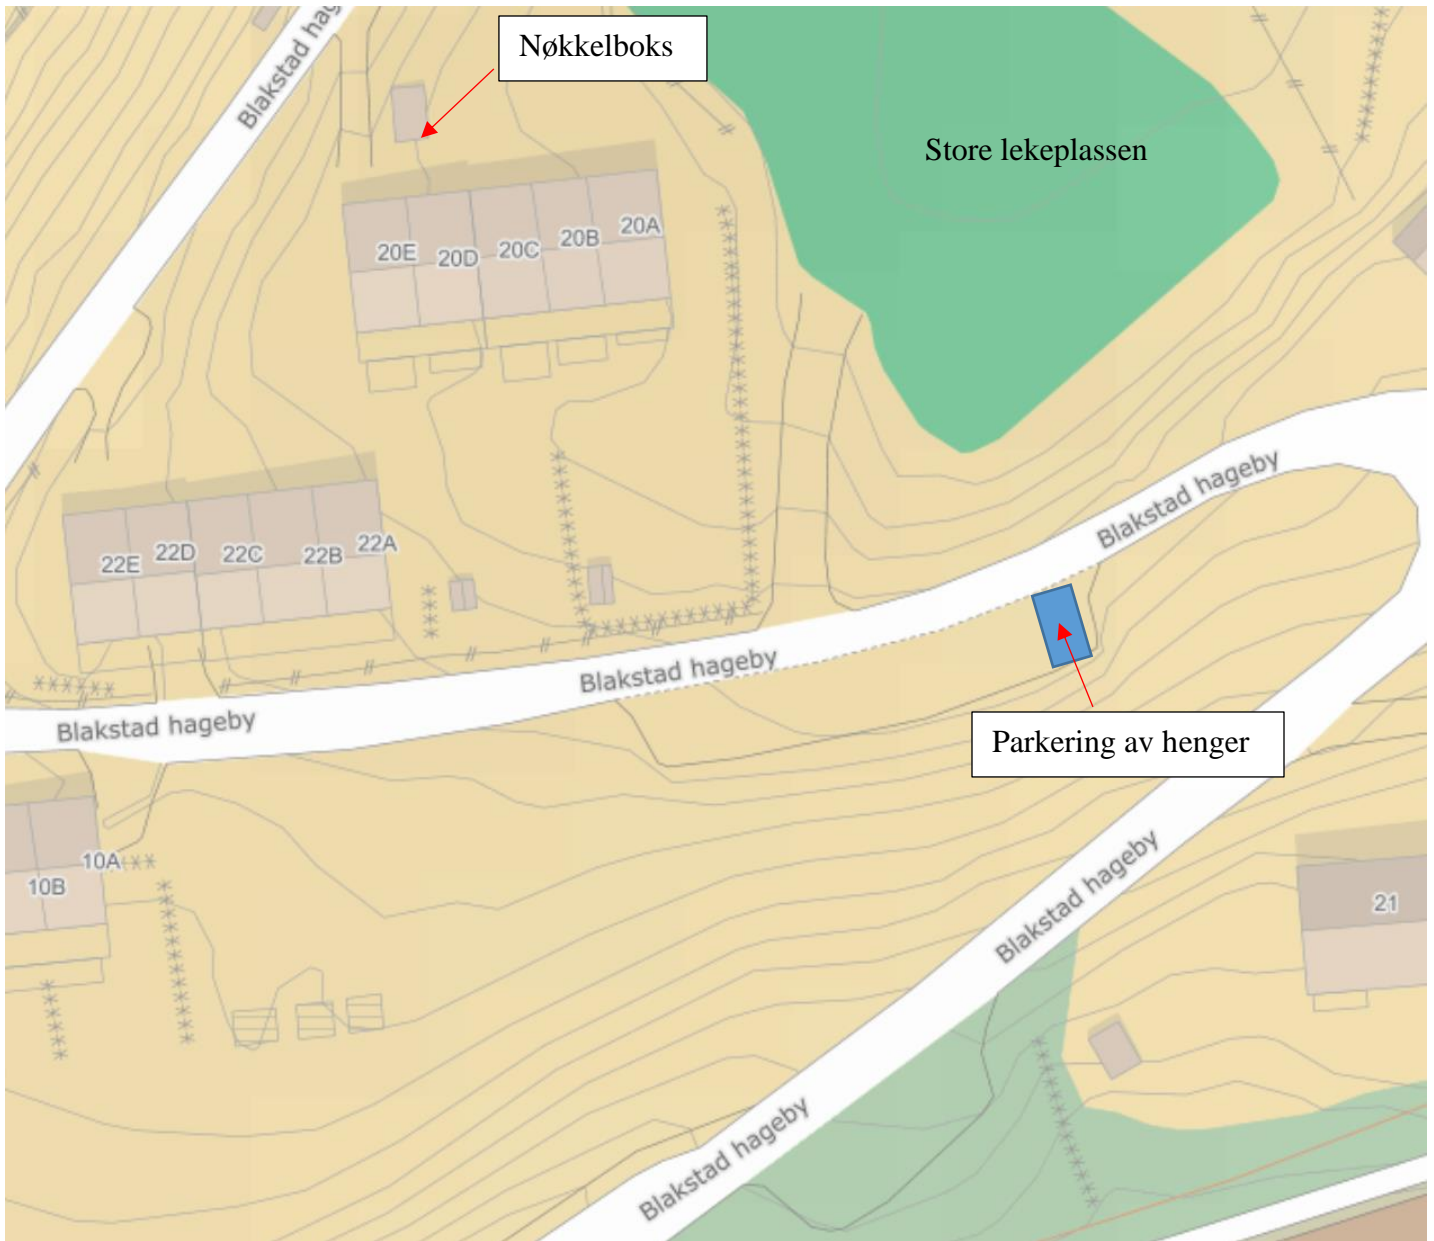 Blakstad hag
Nøkkelboks
Store lekeplassen
20E
20D
20C
20B
20A
22E
22D
22C
22B
22A
Blakstad hageby
Blakstad hageby
Blakstad hageby
Parkering av henger
10A
10B
Blakstad hageby
21
Blakstad hageby